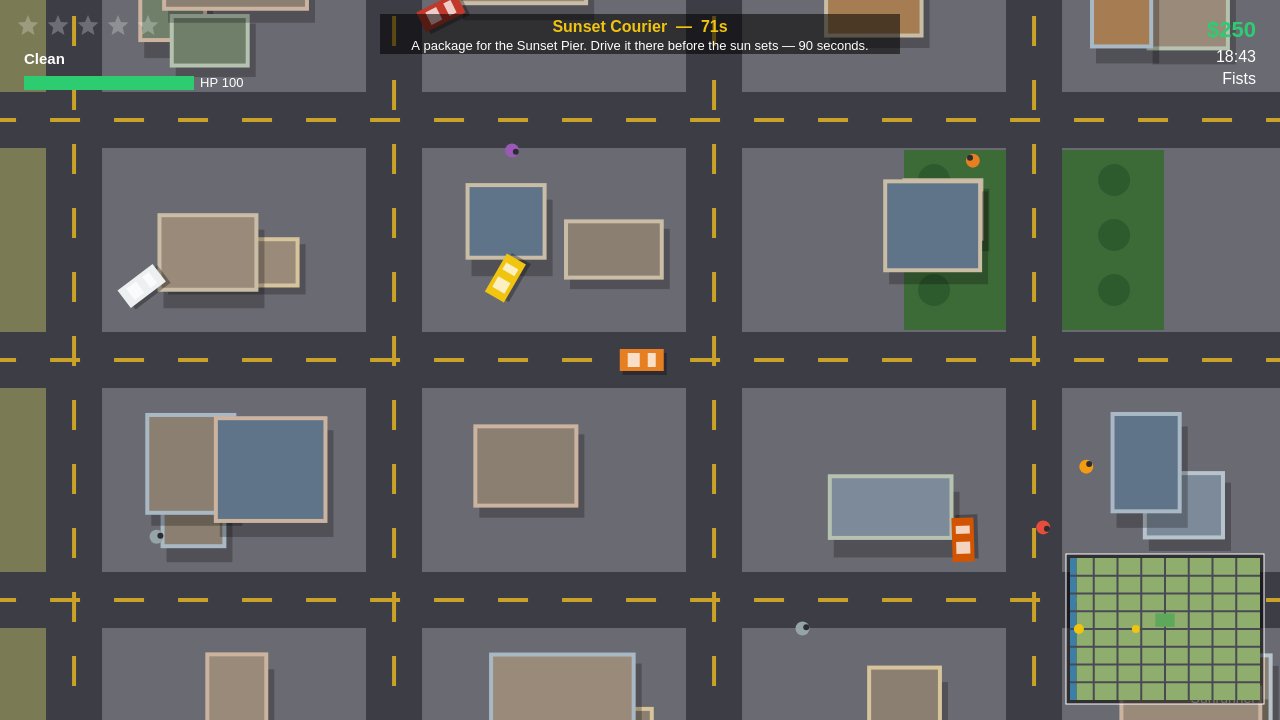 Sunset Courier — 71s
A package for the Sunset Pier. Drive it there before the sun sets — 90 seconds.
$250
18:43
Fists
Clean
HP 100